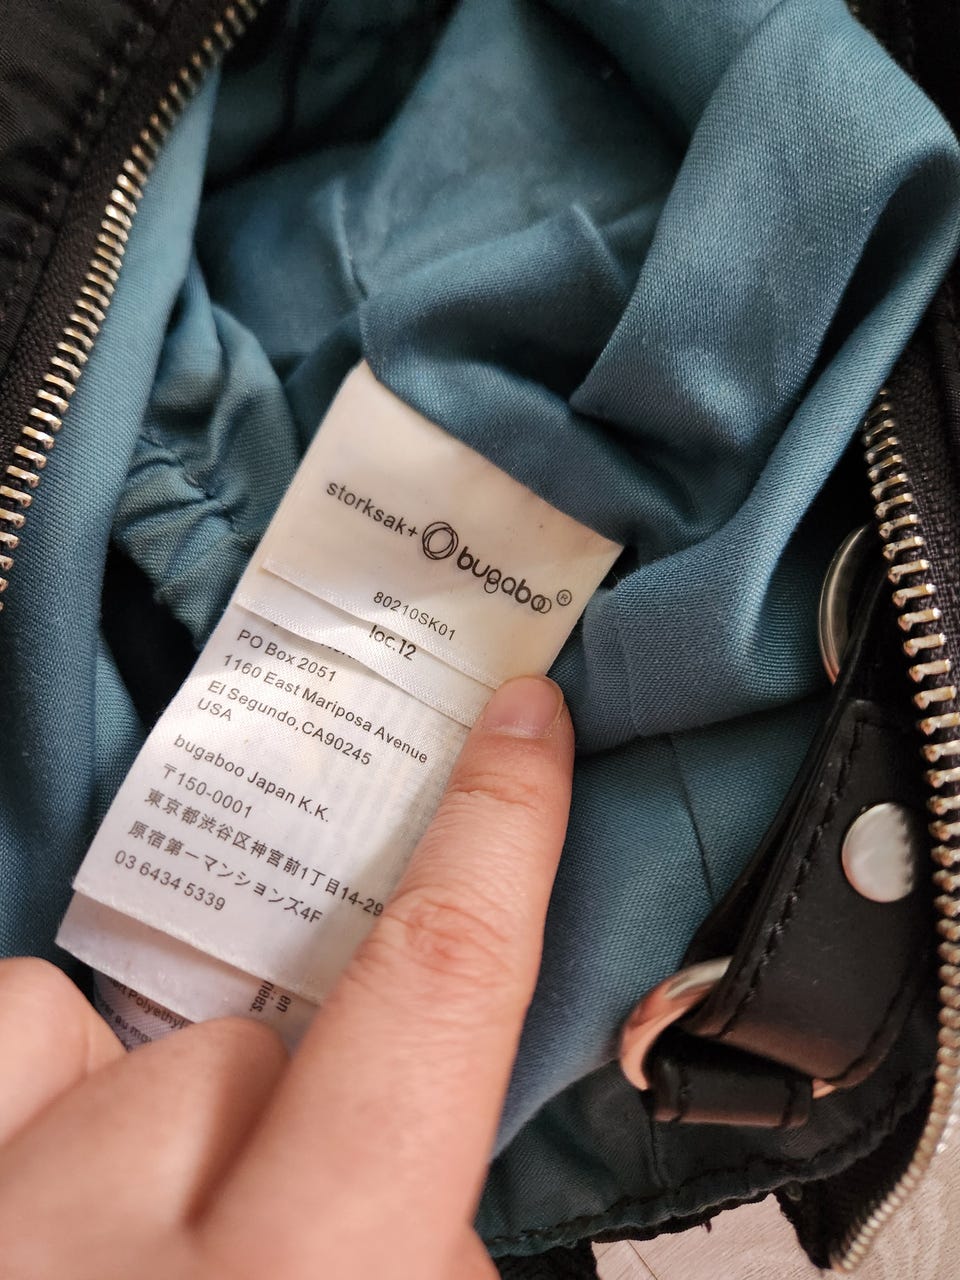 storksak+ bugaboo®
80210SK01
loc.12
PO Box 2051
1160 East Mariposa Avenue
El Segundo, CA90245
USA
bugaboo Japan K.K.
〒150-0001
東京都渋谷区神宮前1丁目14-29
原宿第一マンションズ4F
03 6434 5339
au